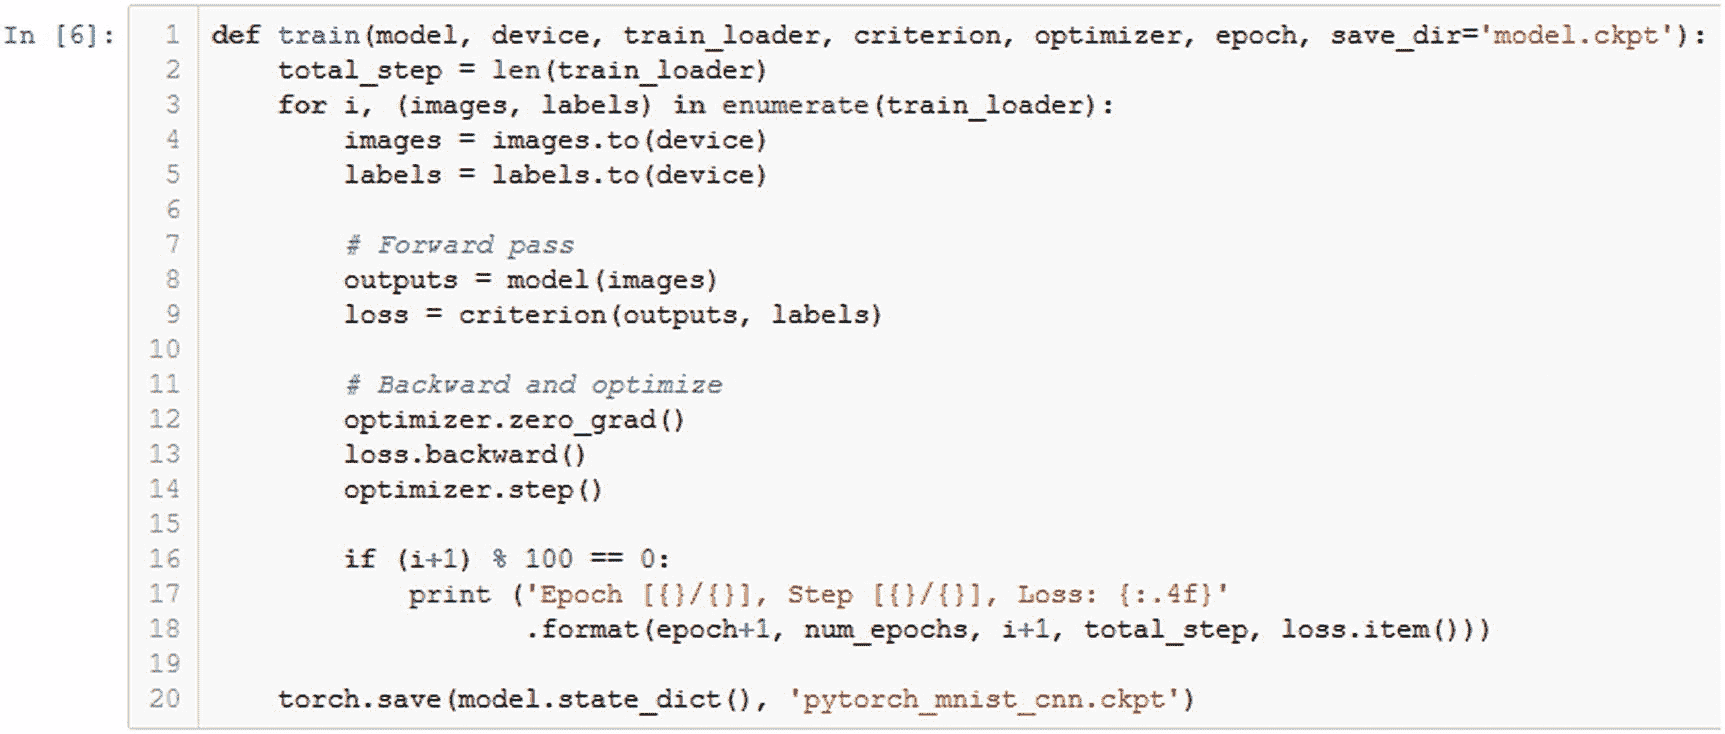 In [6]:
1 def train(model, device, train_loader, criterion, optimizer, epoch, save_dir='model.ckpt'):
2     total_step = len(train_loader)
3     for i, (images, labels) in enumerate(train_loader):
4         images = images.to(device)
5         labels = labels.to(device)
6
7         # Forward pass
8         outputs = model(images)
9         loss = criterion(outputs, labels)
10
11         # Backward and optimize
12         optimizer.zero_grad()
13         loss.backward()
14         optimizer.step()
15
16         if (i+1) % 100 == 0:
17             print ('Epoch [{}/{}], Step [{}/{}], Loss: {:.4f}'
18                    .format(epoch+1, num_epochs, i+1, total_step, loss.item()))
19
20     torch.save(model.state_dict(), 'pytorch_mnist_cnn.ckpt')